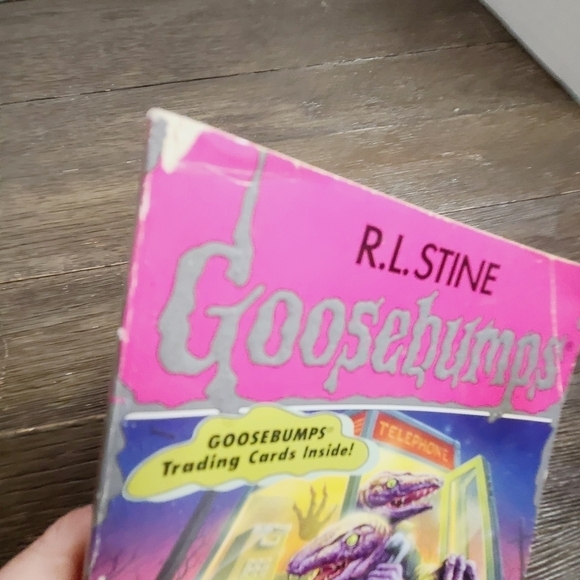 R.L. STINE
Goosebumps®
GOOSEBUMPS®
Trading Cards Inside!
TELEPHONE